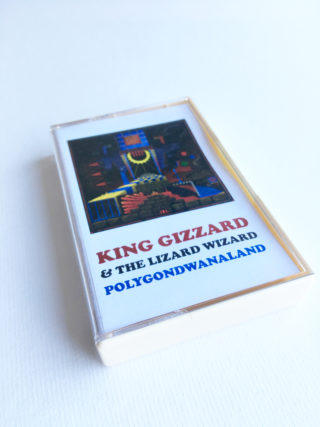 KING GIZZARD
& THE LIZARD WIZARD
POLYGONDWANALAND